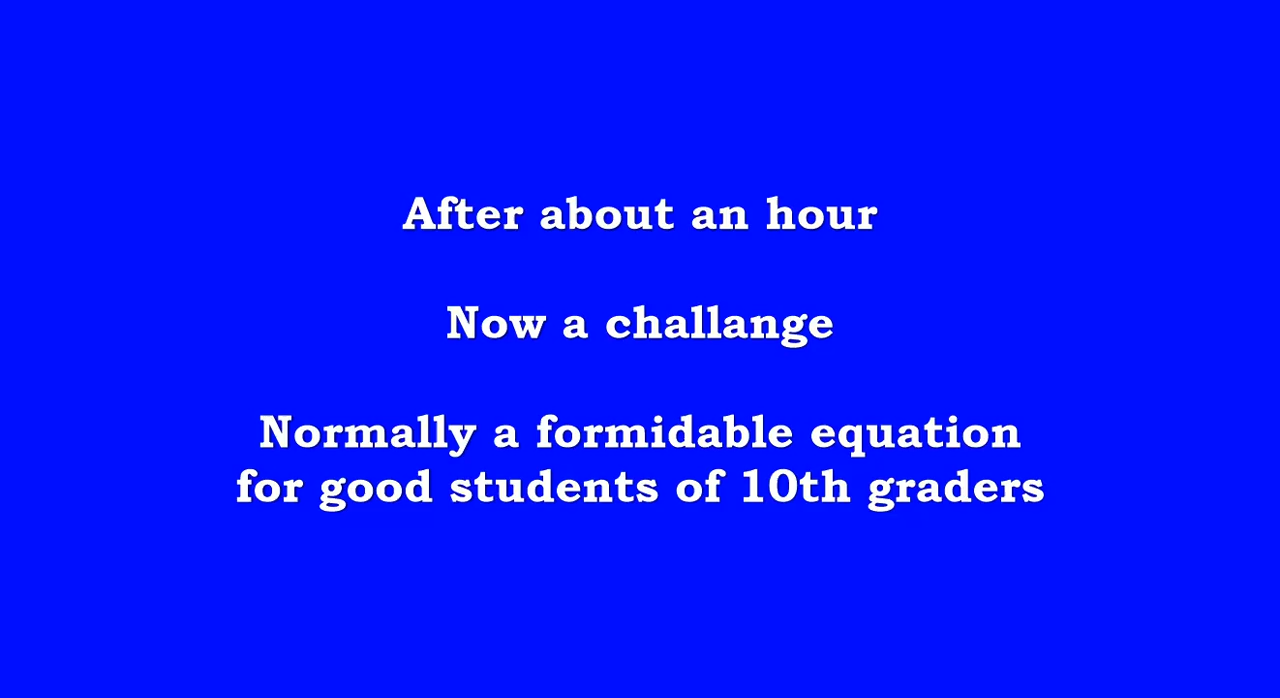 After about an hour
Now a challange
Normally a formidable equation
for good students of 10th graders